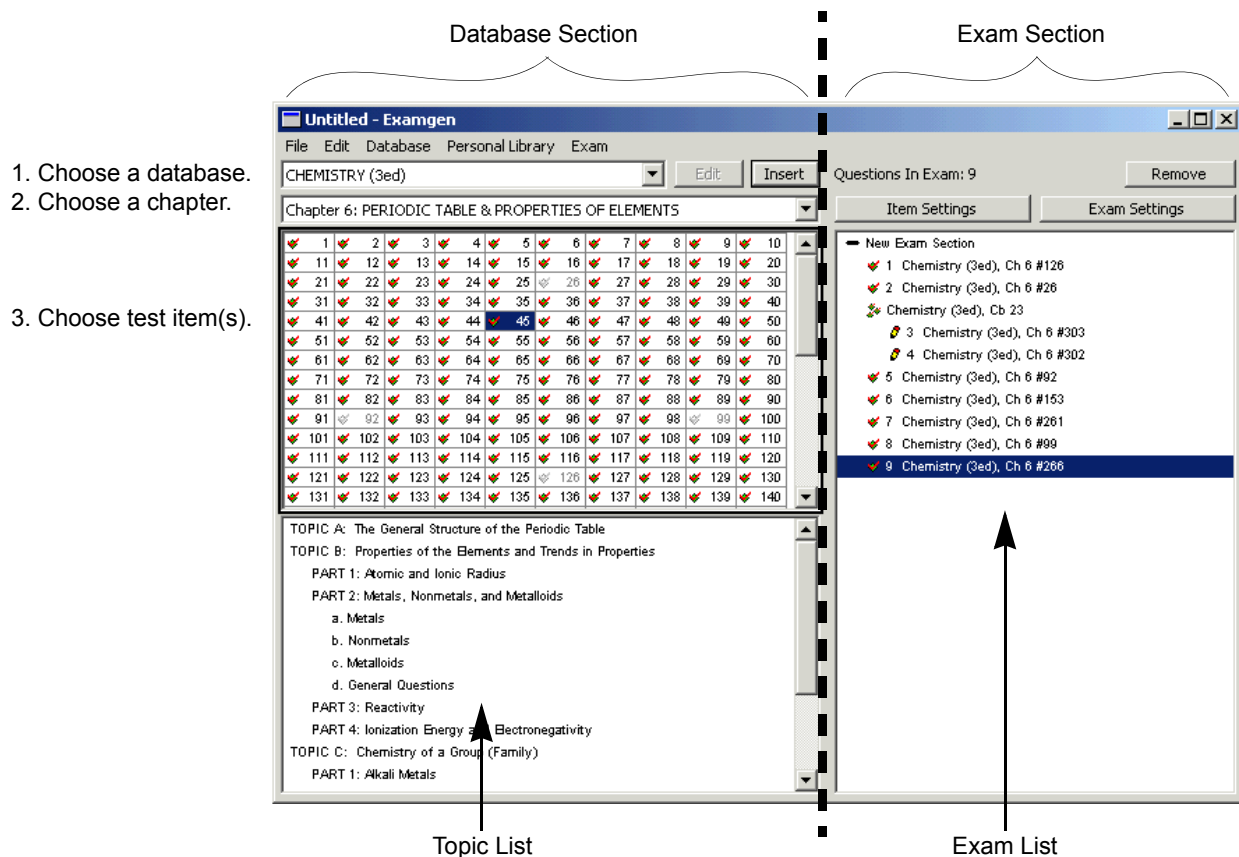 Database Section
Exam Section
Untitled - Examgen
File Edit Database Personal Library Exam
1. Choose a database.
CHEMISTRY (3ed)
Edit
Insert
Questions In Exam: 9
Remove
2. Choose a chapter.
Chapter 6: PERIODIC TABLE & PROPERTIES OF ELEMENTS
Item Settings
Exam Settings
3. Choose test item(s).
1 2 3 4 5 6 7 8 9 10
11 12 13 14 15 16 17 18 19 20
21 22 23 24 25 26 27 28 29 30
31 32 33 34 35 36 37 38 39 40
41 42 43 44 45 46 47 48 49 50
51 52 53 54 55 56 57 58 59 60
61 62 63 64 65 66 67 68 69 70
71 72 73 74 75 76 77 78 79 80
81 82 83 84 85 86 87 88 89 90
91 92 93 94 95 96 97 98 99 100
101 102 103 104 105 106 107 108 109 110
111 112 113 114 115 116 117 118 119 120
121 122 123 124 125 126 127 128 129 130
131 132 133 134 135 136 137 138 139 140
New Exam Section
1 Chemistry (3ed), Ch 6 #126
2 Chemistry (3ed), Ch 6 #26
Chemistry (3ed), Cb 23
3 Chemistry (3ed), Ch 6 #303
4 Chemistry (3ed), Ch 6 #302
5 Chemistry (3ed), Ch 6 #92
6 Chemistry (3ed), Ch 6 #153
7 Chemistry (3ed), Ch 6 #261
8 Chemistry (3ed), Ch 6 #99
9 Chemistry (3ed), Ch 6 #266
TOPIC A: The General Structure of the Periodic Table
TOPIC B: Properties of the Elements and Trends in Properties
PART 1: Atomic and Ionic Radius
PART 2: Metals, Nonmetals, and Metalloids
a. Metals
b. Nonmetals
c. Metalloids
d. General Questions
PART 3: Reactivity
PART 4: Ionization Energy and Electronegativity
TOPIC C: Chemistry of a Group (Family)
PART 1: Alkali Metals
Topic List
Exam List